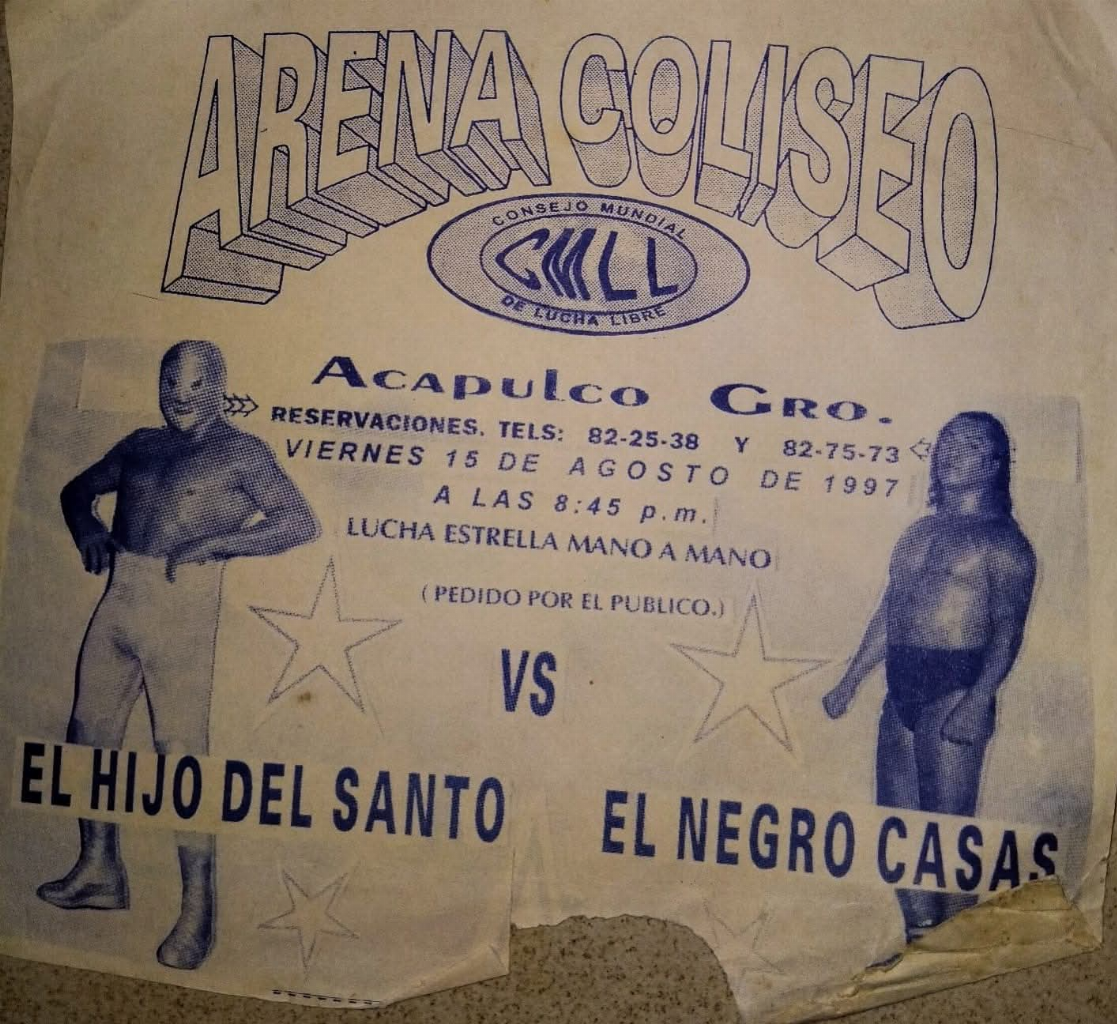 ARENA COLISEO
CONSEJO MUNDIAL
CMLL
DE LUCHA LIBRE
ACAPULCO GRO.
RESERVACIONES. TELS: 82-25-38 Y 82-75-73
VIERNES 15 DE AGOSTO DE 1997
A LAS 8:45 p.m.
LUCHA ESTRELLA MANO A MANO
( PEDIDO POR EL PUBLICO.)
VS
EL HIJO DEL SANTO
EL NEGRO CASAS